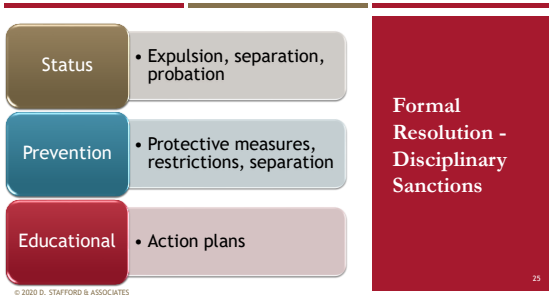 Status
• Expulsion, separation,
probation
Prevention
• Protective measures,
restrictions, separation
Educational
• Action plans
Formal
Resolution -
Disciplinary
Sanctions
25
© 2020 D. STAFFORD & ASSOCIATES